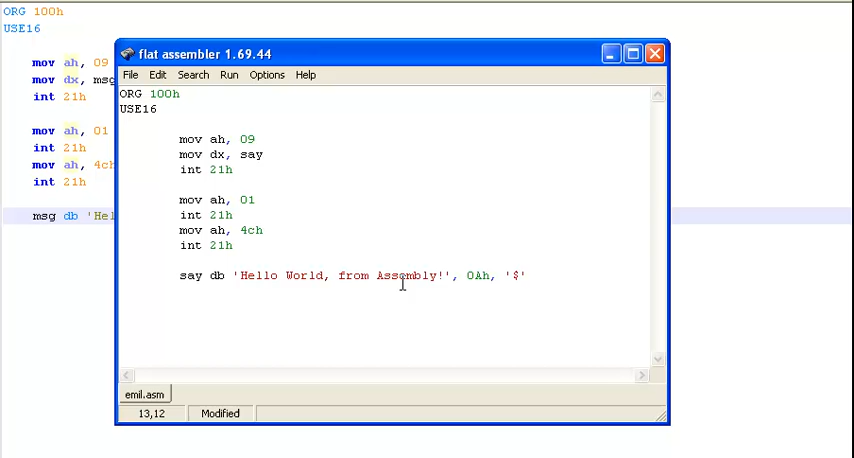 ORG 100h
USE16
mov ah, 09
mov dx, msg
int 21h
mov ah, 01
int 21h
mov ah, 4ch
int 21h
msg db 'Hel
flat assembler 1.69.44
File Edit Search Run Options Help
ORG 100h
USE16
mov ah, 09
mov dx, say
int 21h
mov ah, 01
int 21h
mov ah, 4ch
int 21h
say db 'Hello World, from Assembly!', 0Ah, '$'
emil.asm
13,12 Modified